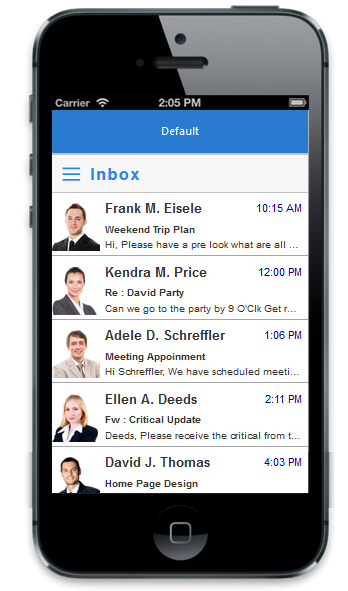 Carrier 2:05 PM
Default
Inbox
Frank M. Eisele 10:15 AM
Weekend Trip Plan
Hi, Please have a pre look what are all ...
Kendra M. Price 12:00 PM
Re : David Party
Can we go to the party by 9 O'Clk Get r...
Adele D. Schreffler 1:06 PM
Meeting Appoinment
Hi Schreffler, We have scheduled meeti...
Ellen A. Deeds 2:11 PM
Fw : Critical Update
Deeds, Please receive the critical from t...
David J. Thomas 4:03 PM
Home Page Design